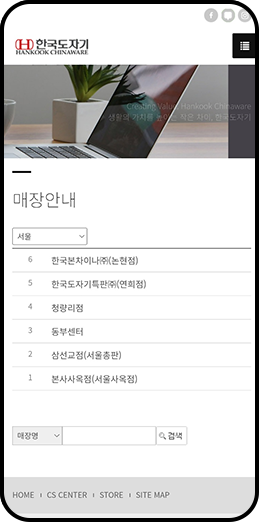 한국도자기
HANKOOK CHINAWARE
Creating value, Hankook Chinaware
생활의 가치를 높이는 작은 차이, 한국도자기
매장안내
서울
6 한국본차이나㈜(논현점)
5 한국도자기특판㈜(연희점)
4 청량리점
3 동부센터
2 삼선교점(서울총판)
1 본사사옥점(서울사옥점)
매장명 검색
HOME I CS CENTER I STORE I SITE MAP